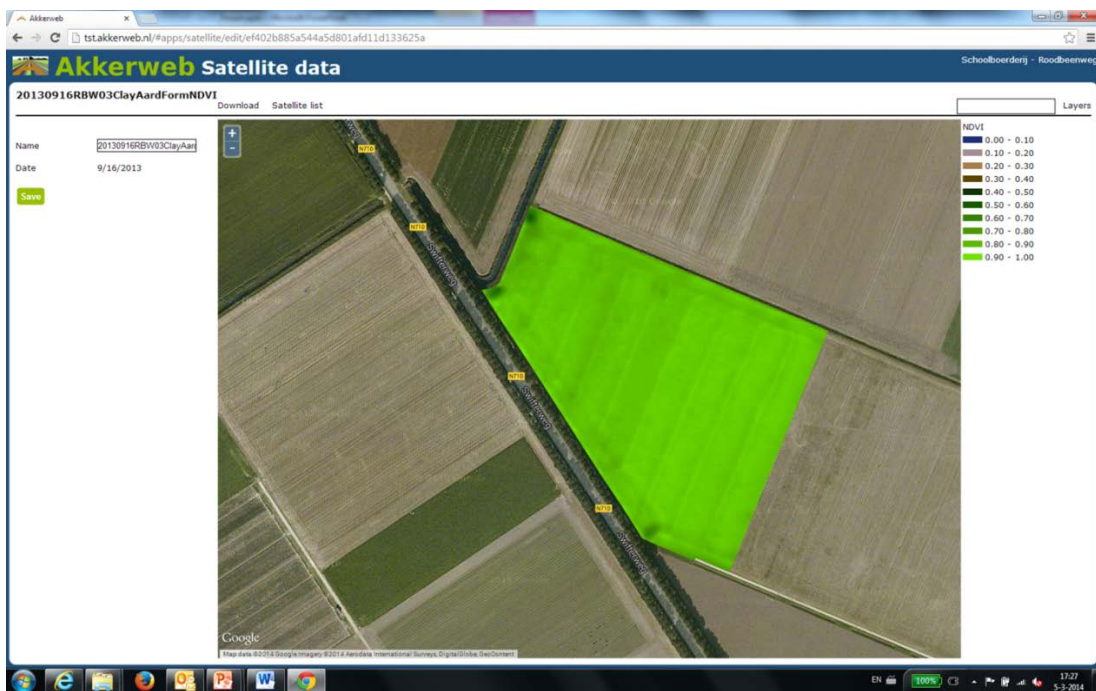 Akkerweb
tst.akkerweb.nl/#apps/satellite/edit/ef402b885a544a5d801afd11d133625a
Akkerweb Satellite data
Schoolboerderij - Roodbeenweg
20130916RBW03ClayAardFormNDVI
Download Satellite list
Layers
Name
20130916RBW03ClayAar
Date
9/16/2013
Save
+
-
N710
N710
Swifterweg
N710
Swifterweg
N710
Swifterweg
NDVI
0.00 - 0.10
0.10 - 0.20
0.20 - 0.30
0.30 - 0.40
0.40 - 0.50
0.50 - 0.60
0.60 - 0.70
0.70 - 0.80
0.80 - 0.90
0.90 - 1.00
Google
Map data ©2014 Google Imagery ©2014 Aerodata International Surveys, DigitalGlobe, GeoContent
EN
100%
17:27
5-3-2014